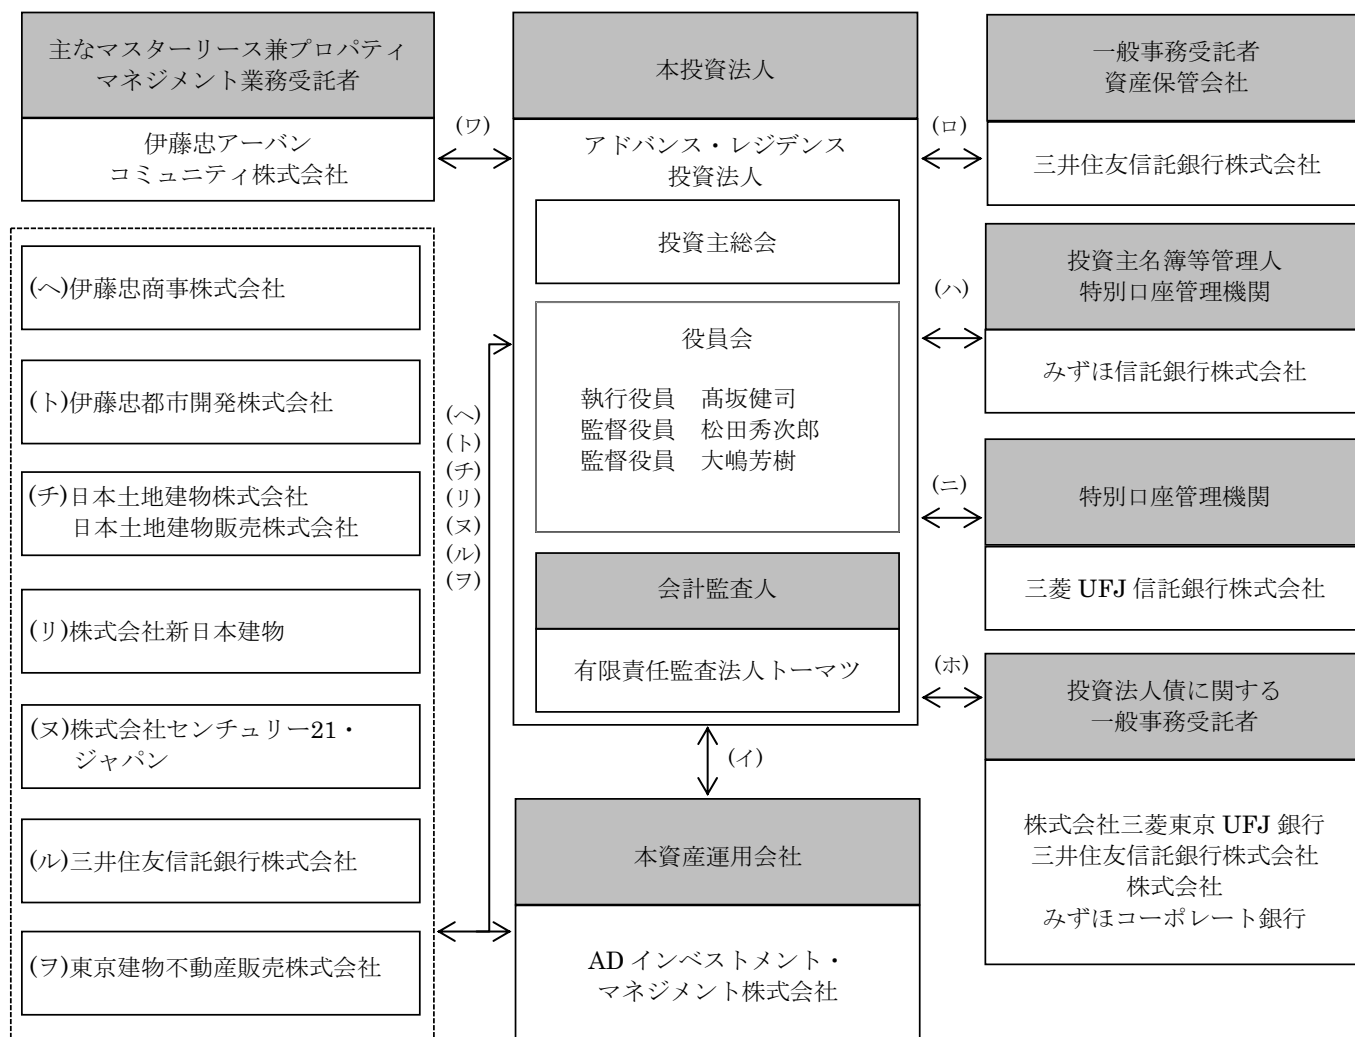 主なマスターリース兼プロパティ
マネジメント業務受託者
伊藤忠アーバン
コミュニティ株式会社
(ワ)
(ヘ)伊藤忠商事株式会社
(ト)伊藤忠都市開発株式会社
(チ)日本土地建物株式会社
日本土地建物販売株式会社
(リ)株式会社新日本建物
(ヌ)株式会社センチュリー21・
ジャパン
(ル)三井住友信託銀行株式会社
(ヲ)東京建物不動産販売株式会社
(ヘ)
(ト)
(チ)
(リ)
(ヌ)
(ル)
(ヲ)
本投資法人
アドバンス・レジデンス
投資法人
投資主総会
役員会
執行役員 髙坂健司
監督役員 松田秀次郎
監督役員 大嶋芳樹
会計監査人
有限責任監査法人トーマツ
(イ)
本資産運用会社
AD インベストメント・
マネジメント株式会社
(ロ)
一般事務受託者
資産保管会社
三井住友信託銀行株式会社
(ハ)
投資主名簿等管理人
特別口座管理機関
みずほ信託銀行株式会社
(ニ)
特別口座管理機関
三菱 UFJ 信託銀行株式会社
(ホ)
投資法人債に関する
一般事務受託者
株式会社三菱東京 UFJ 銀行
三井住友信託銀行株式会社
株式会社
みずほコーポレート銀行